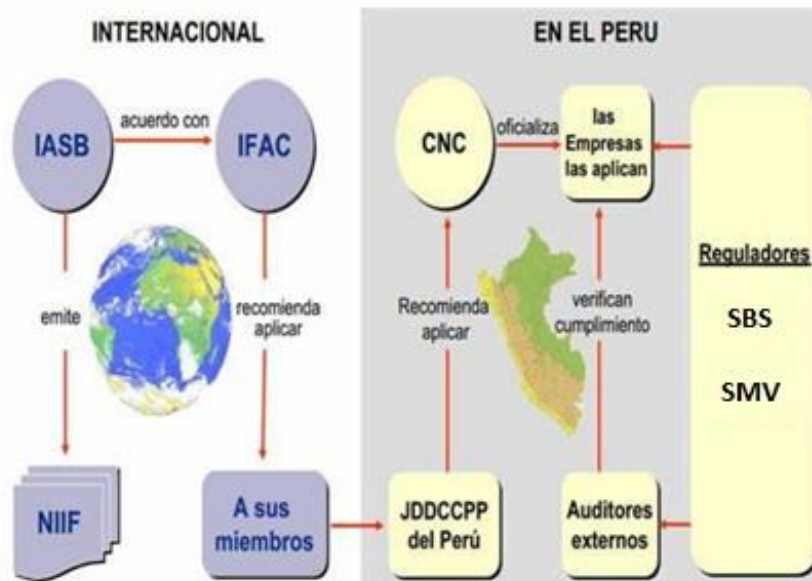 INTERNACIONAL
EN EL PERU
IASB
acuerdo con
IFAC
CNC
oficializa
las
Empresas
las aplican
Reguladores
SBS
SMV
emite
recomienda
aplicar
Recomienda
aplicar
verifican
cumplimiento
NIIF
A sus
miembros
JDDCCPP
del Perú
Auditores
externos